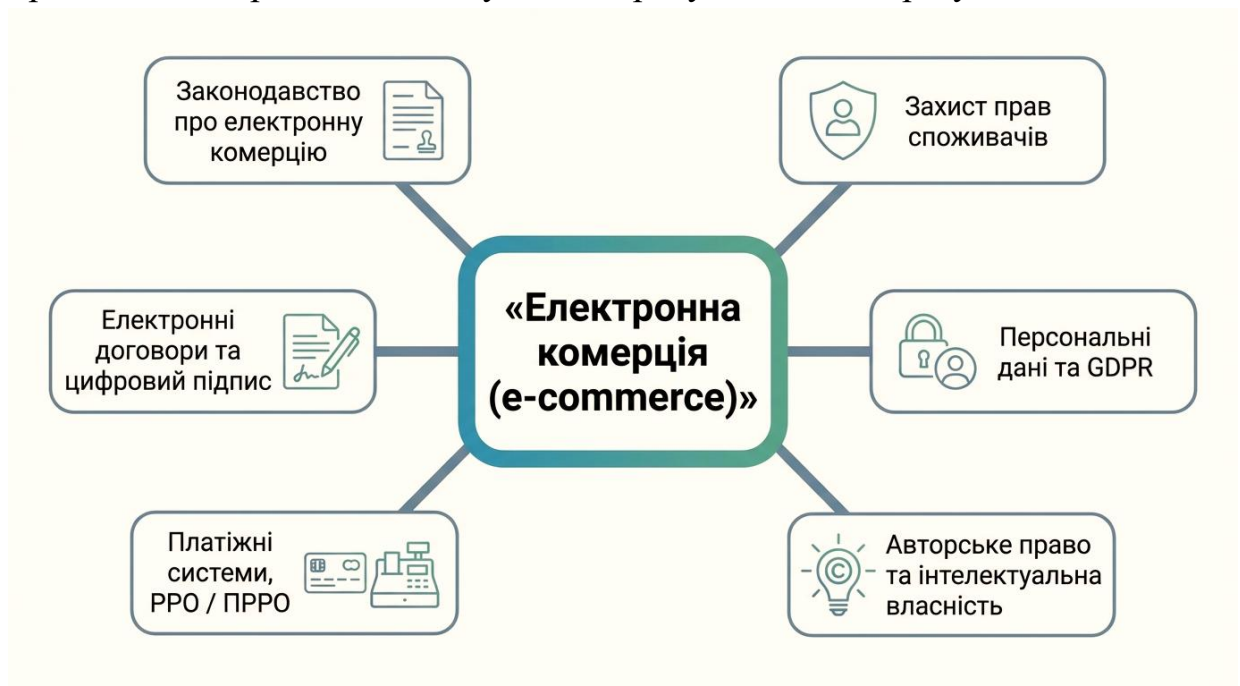 Законодавство
про електронну
комерцію
Захист прав
споживачів
Електронні
договори та
цифровий підпис
«Електронна
комерція
(e-commerce)»
Персональні
дані та GDPR
Платіжні
системи,
РРО / ПРРО
Авторське право
та інтелектуальна
власність
©